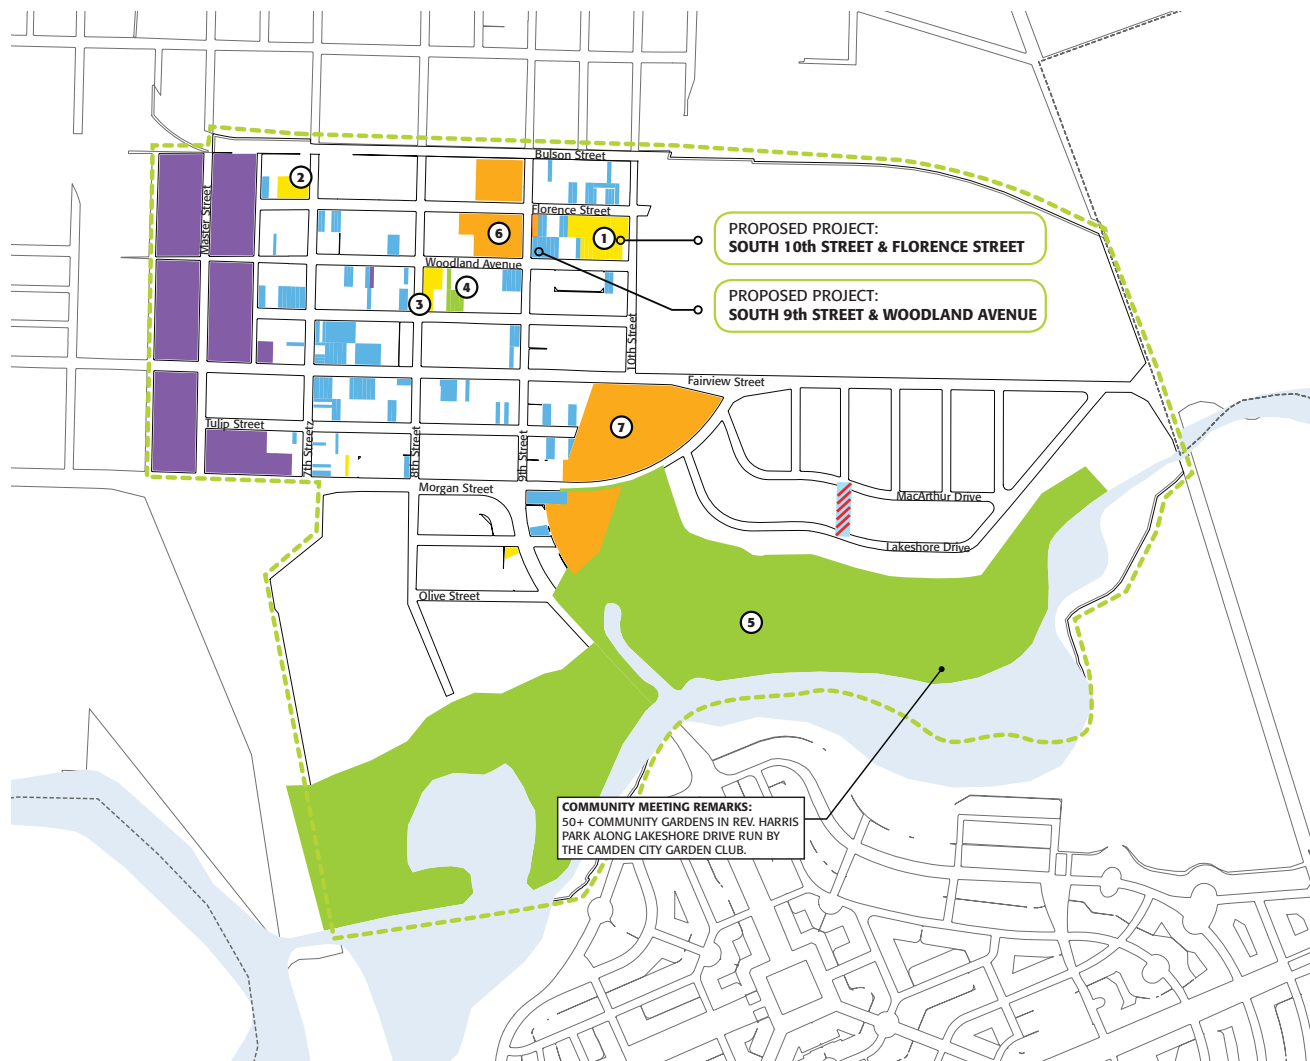 Bulson Street
2
Master Street
Florence Street
6
1
PROPOSED PROJECT:
SOUTH 10th STREET & FLORENCE STREET
Woodland Avenue
4
3
PROPOSED PROJECT:
SOUTH 9th STREET & WOODLAND AVENUE
10th Street
Fairview Street
Tulip Street
7
7th Streetz
8th Street
9th Street
Morgan Street
MacArthur Drive
Lakeshore Drive
Olive Street
5
COMMUNITY MEETING REMARKS:
50+ COMMUNITY GARDENS IN REV. HARRIS
PARK ALONG LAKESHORE DRIVE RUN BY
THE CAMDEN CITY GARDEN CLUB.